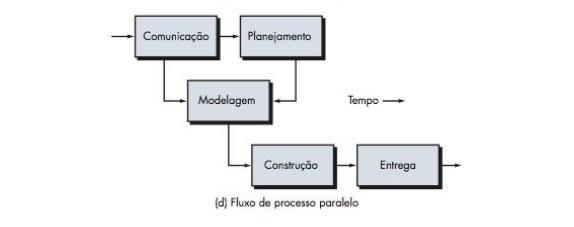 Comunicação
Planejamento
Modelagem
Tempo
Construção
Entrega
(d) Fluxo de processo paralelo